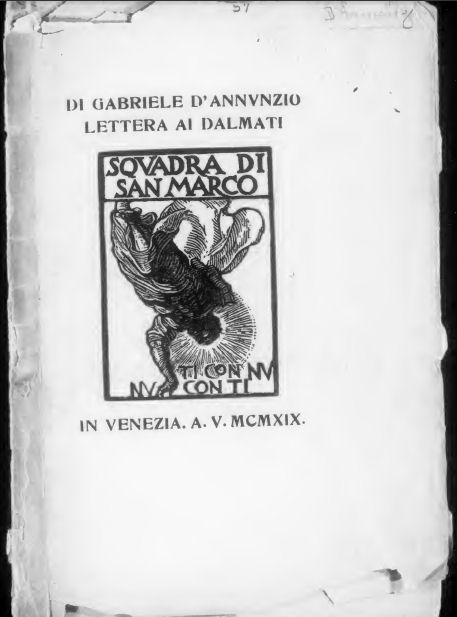 57
DI GABRIELE D'ANNVNZIO
LETTERA AI DALMATI
SQVADRA DI
SAN MARCO
TI CON NV
NV CON TI
IN VENEZIA. A. V. MCMXIX.